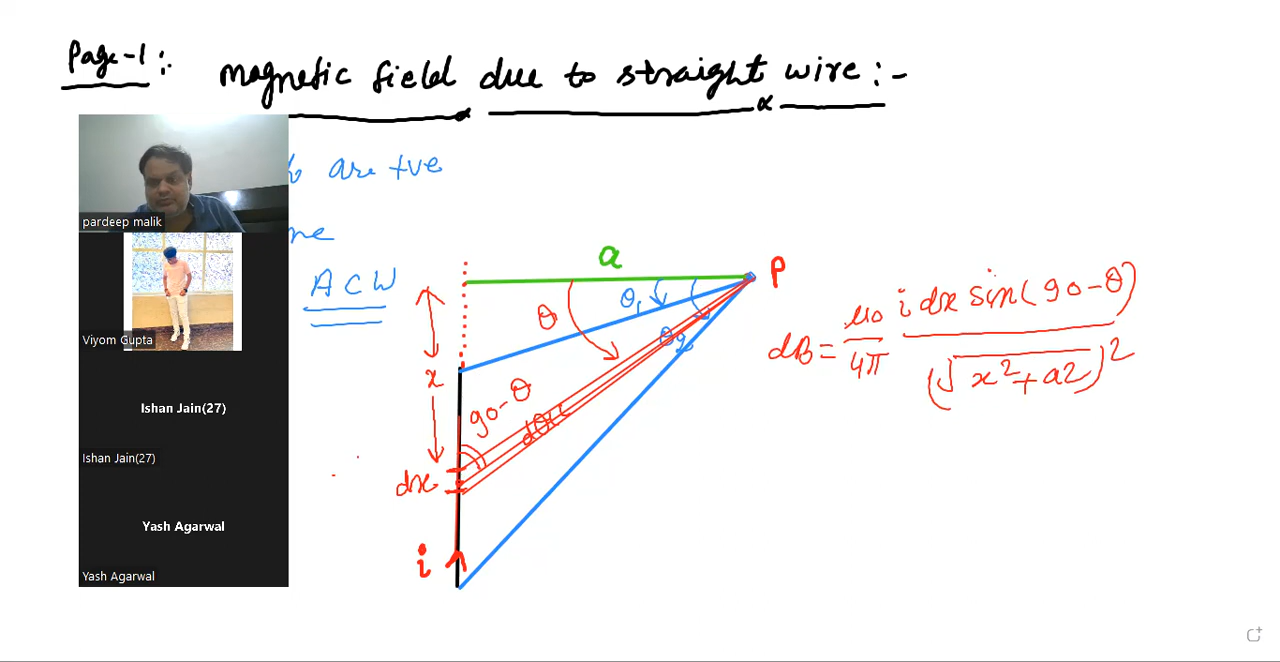 Page-1:
magnetic field due to straight wire:-
are +ve
ACW
pardeep malik
Viyom Gupta
Ishan Jain(27)
Ishan Jain(27)
Yash Agarwal
Yash Agarwal
a
P
θ
θ₁
θ₂
x
90-θ
dθ
dx
i
dB = μ0/4π i dx sin(90-θ)/(√x²+a2)²